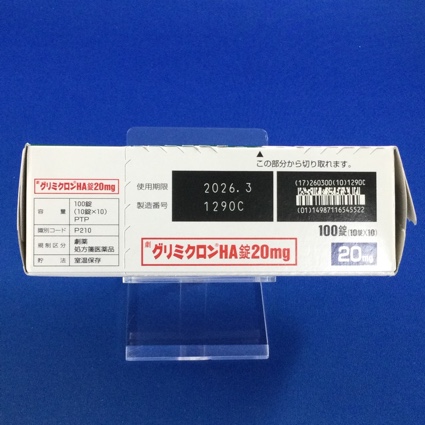 劇 グリミクロン®HA錠20mg
容量 100錠
(10錠×10)
PTP
識別コード P210
規制区分 劇薬
処方箋医薬品
貯法 室温保存
▲
この部分から切り取れます。
使用期限 2026.3
製造番号 1290C
(17)260300(10)1290C
(01)14987116545522
100錠(10錠×10)
劇 グリミクロン®HA錠20mg
20mg